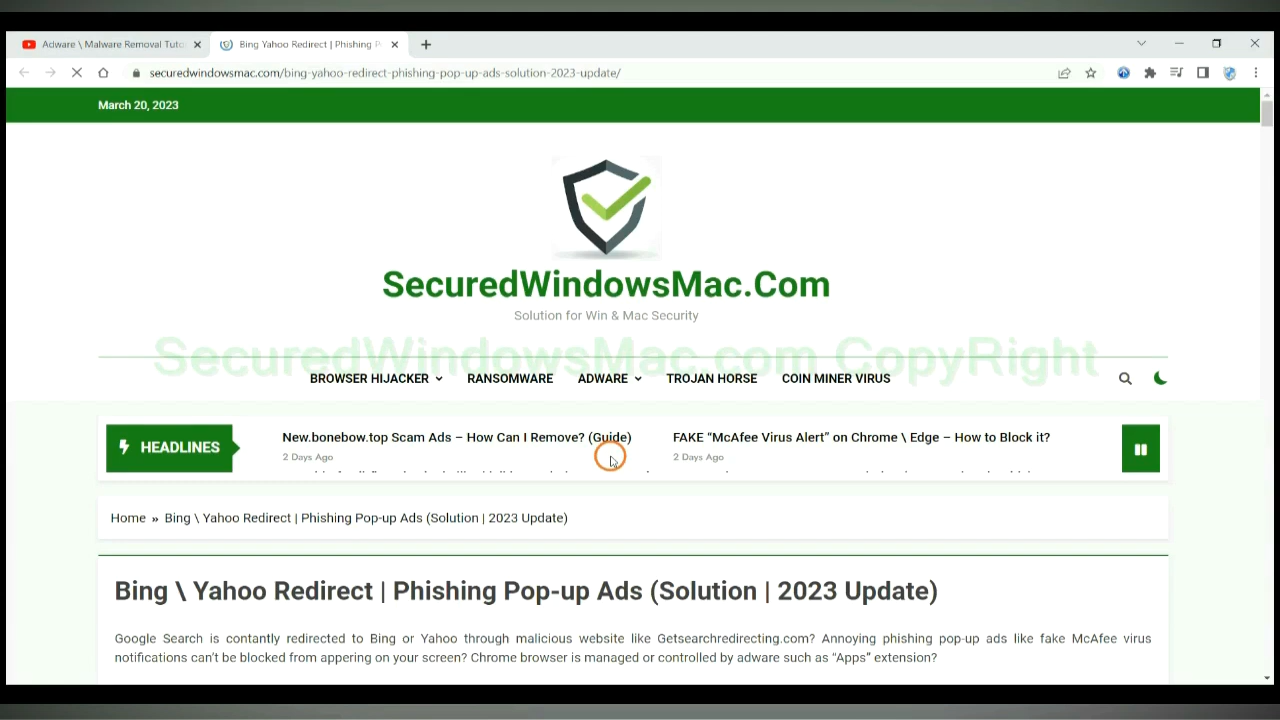 Adware \ Malware Removal Tuto
Bing Yahoo Redirect | Phishing P
securedwindowsmac.com/bing-yahoo-redirect-phishing-pop-up-ads-solution-2023-update/
March 20, 2023
SecuredWindowsMac.Com
Solution for Win & Mac Security
SecuredWindowsMac.com CopyRight
BROWSER HIJACKER RANSOMWARE ADWARE TROJAN HORSE COIN MINER VIRUS
HEADLINES
New.bonebow.top Scam Ads – How Can I Remove? (Guide)
2 Days Ago
FAKE “McAfee Virus Alert” on Chrome \ Edge – How to Block it?
2 Days Ago
Home » Bing \ Yahoo Redirect | Phishing Pop-up Ads (Solution | 2023 Update)
Bing \ Yahoo Redirect | Phishing Pop-up Ads (Solution | 2023 Update)
Google Search is contantly redirected to Bing or Yahoo through malicious website like Getsearchredirecting.com? Annoying phishing pop-up ads like fake McAfee virus
notifications can’t be blocked from appering on your screen? Chrome browser is managed or controlled by adware such as “Apps” extension?